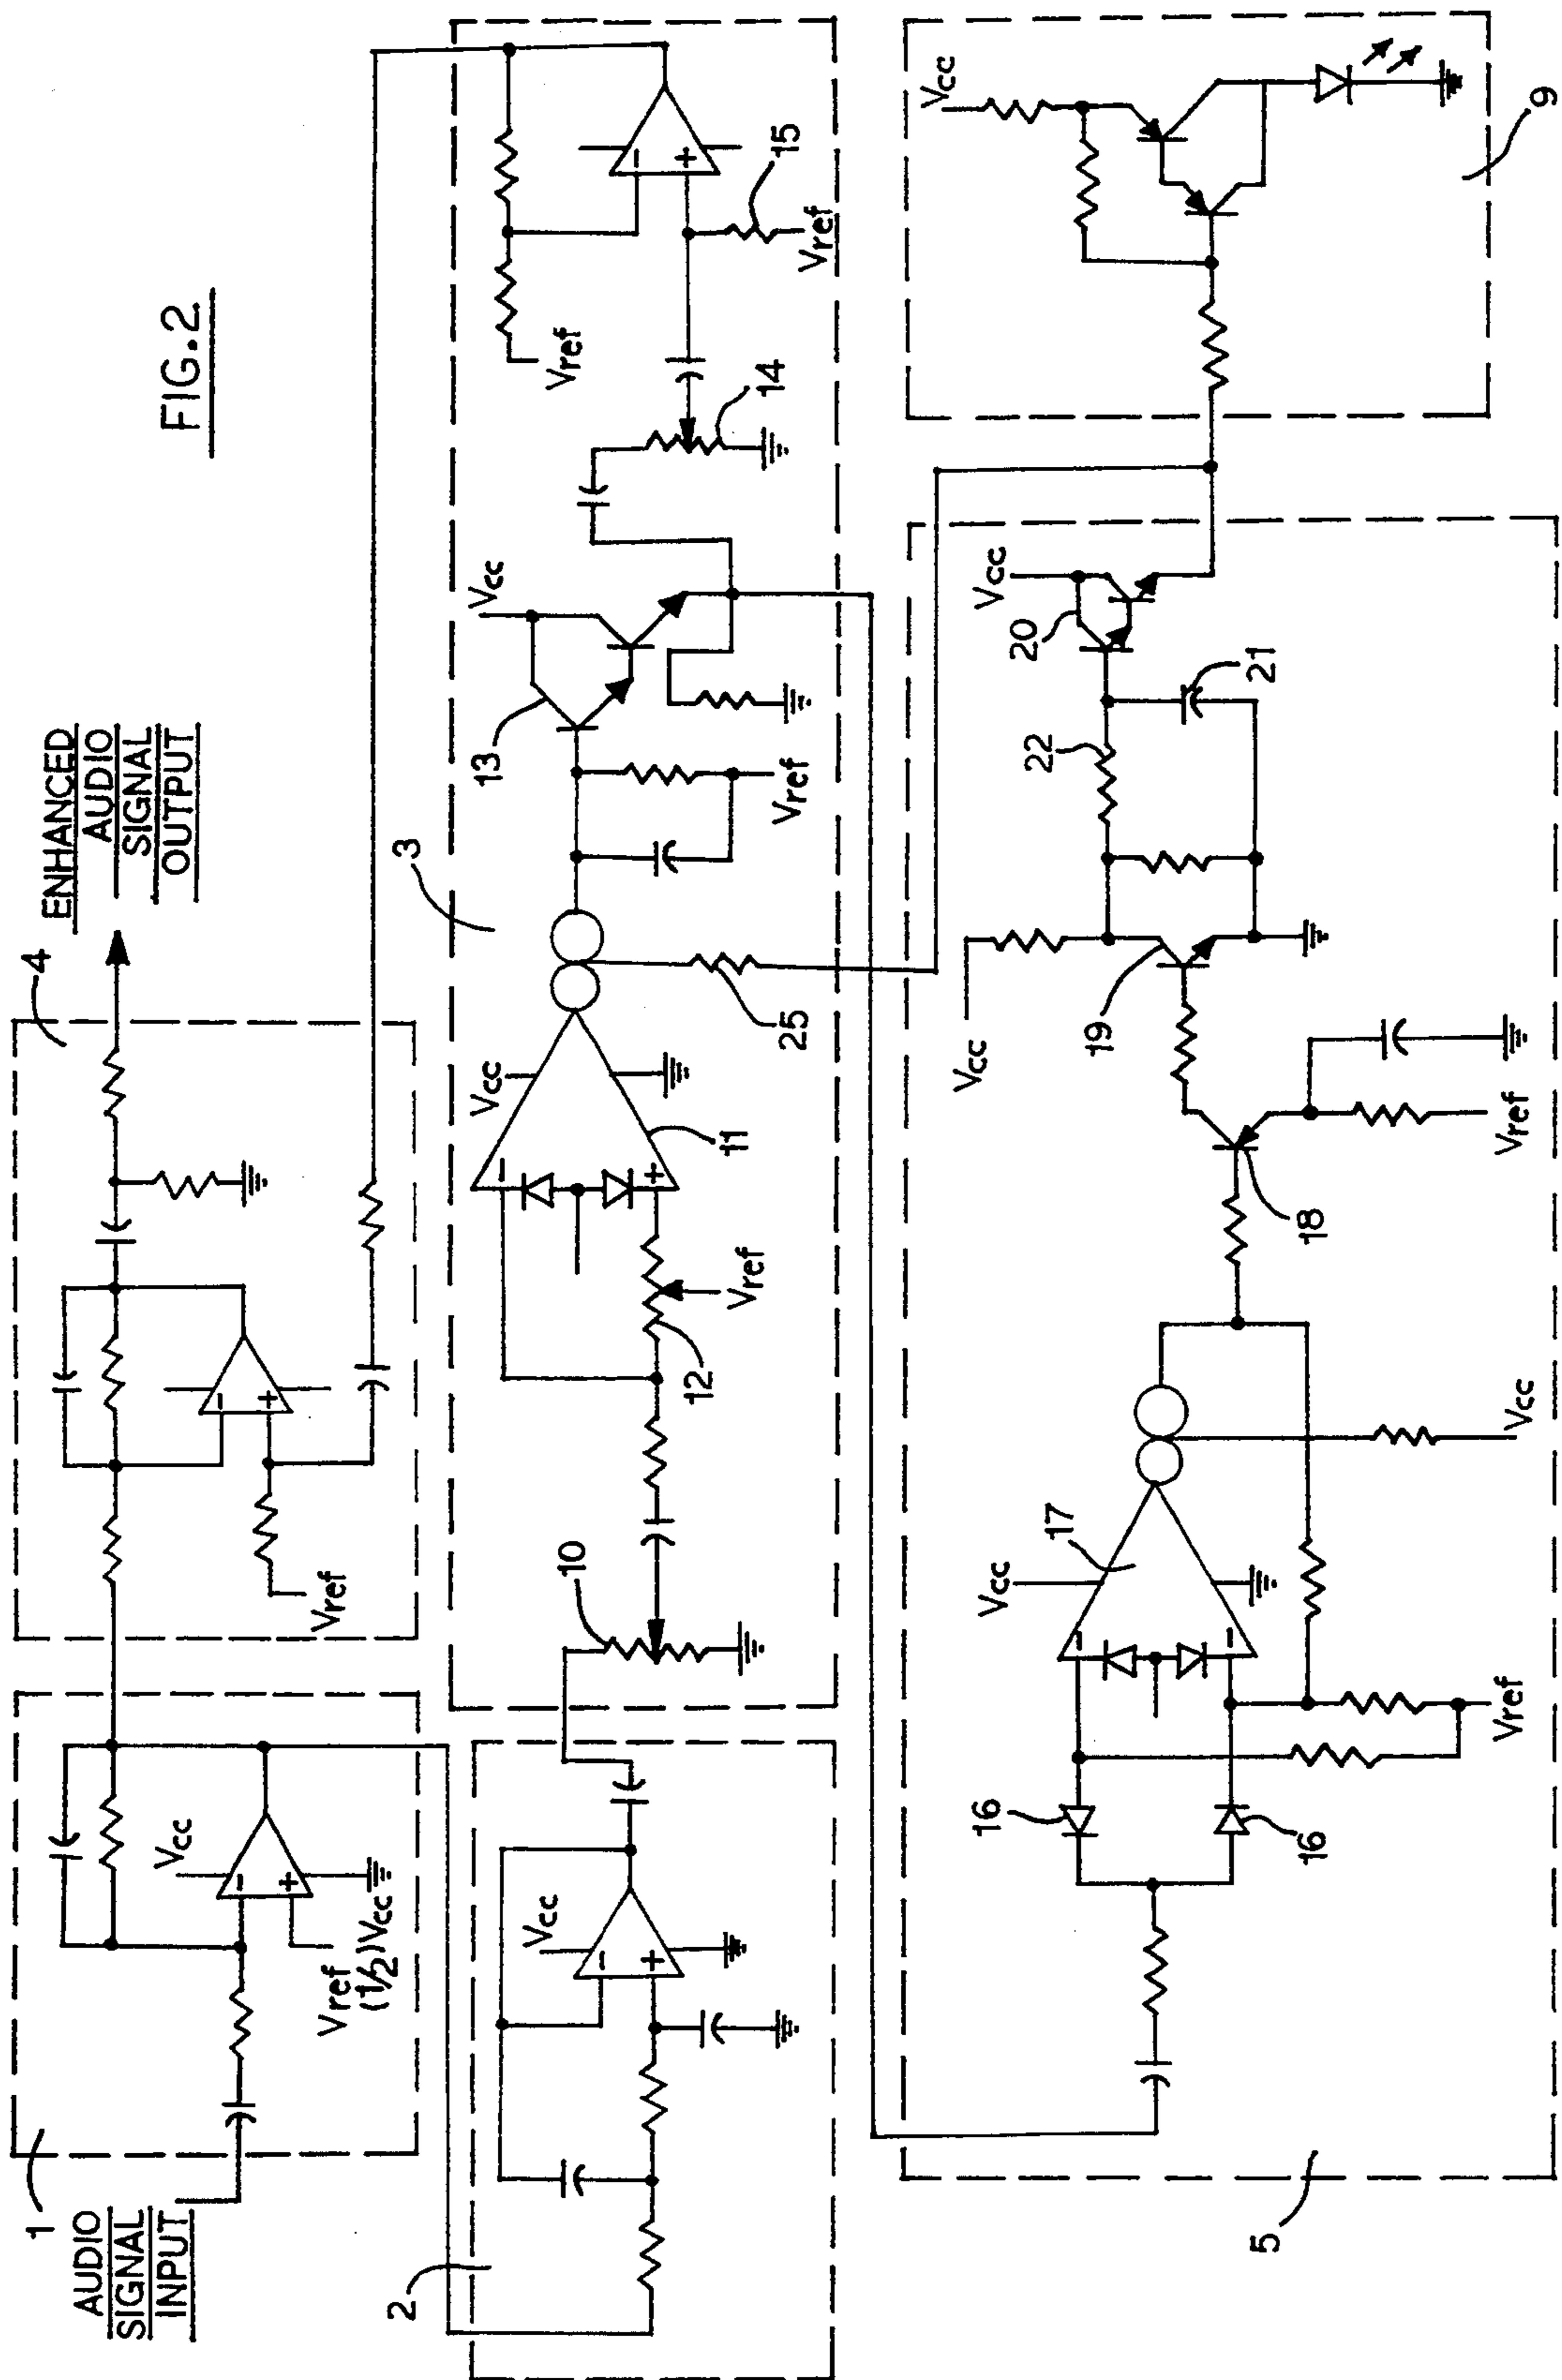 FIG.2
ENHANCED
AUDIO
SIGNAL
OUTPUT
4
Vref
1
AUDIO
SIGNAL
INPUT
Vcc
Vref
(1/2)Vcc
3
Vcc
13
Vcc
Vref
25
11
12
Vref
10
14
15
Vref
Vref
-
+
2
Vcc
-
+
-
+
-
+
-
+
5
16
16
17
Vcc
-
-
Vref
Vcc
18
Vref
19
Vcc
22
21
20
Vcc
9
Vcc